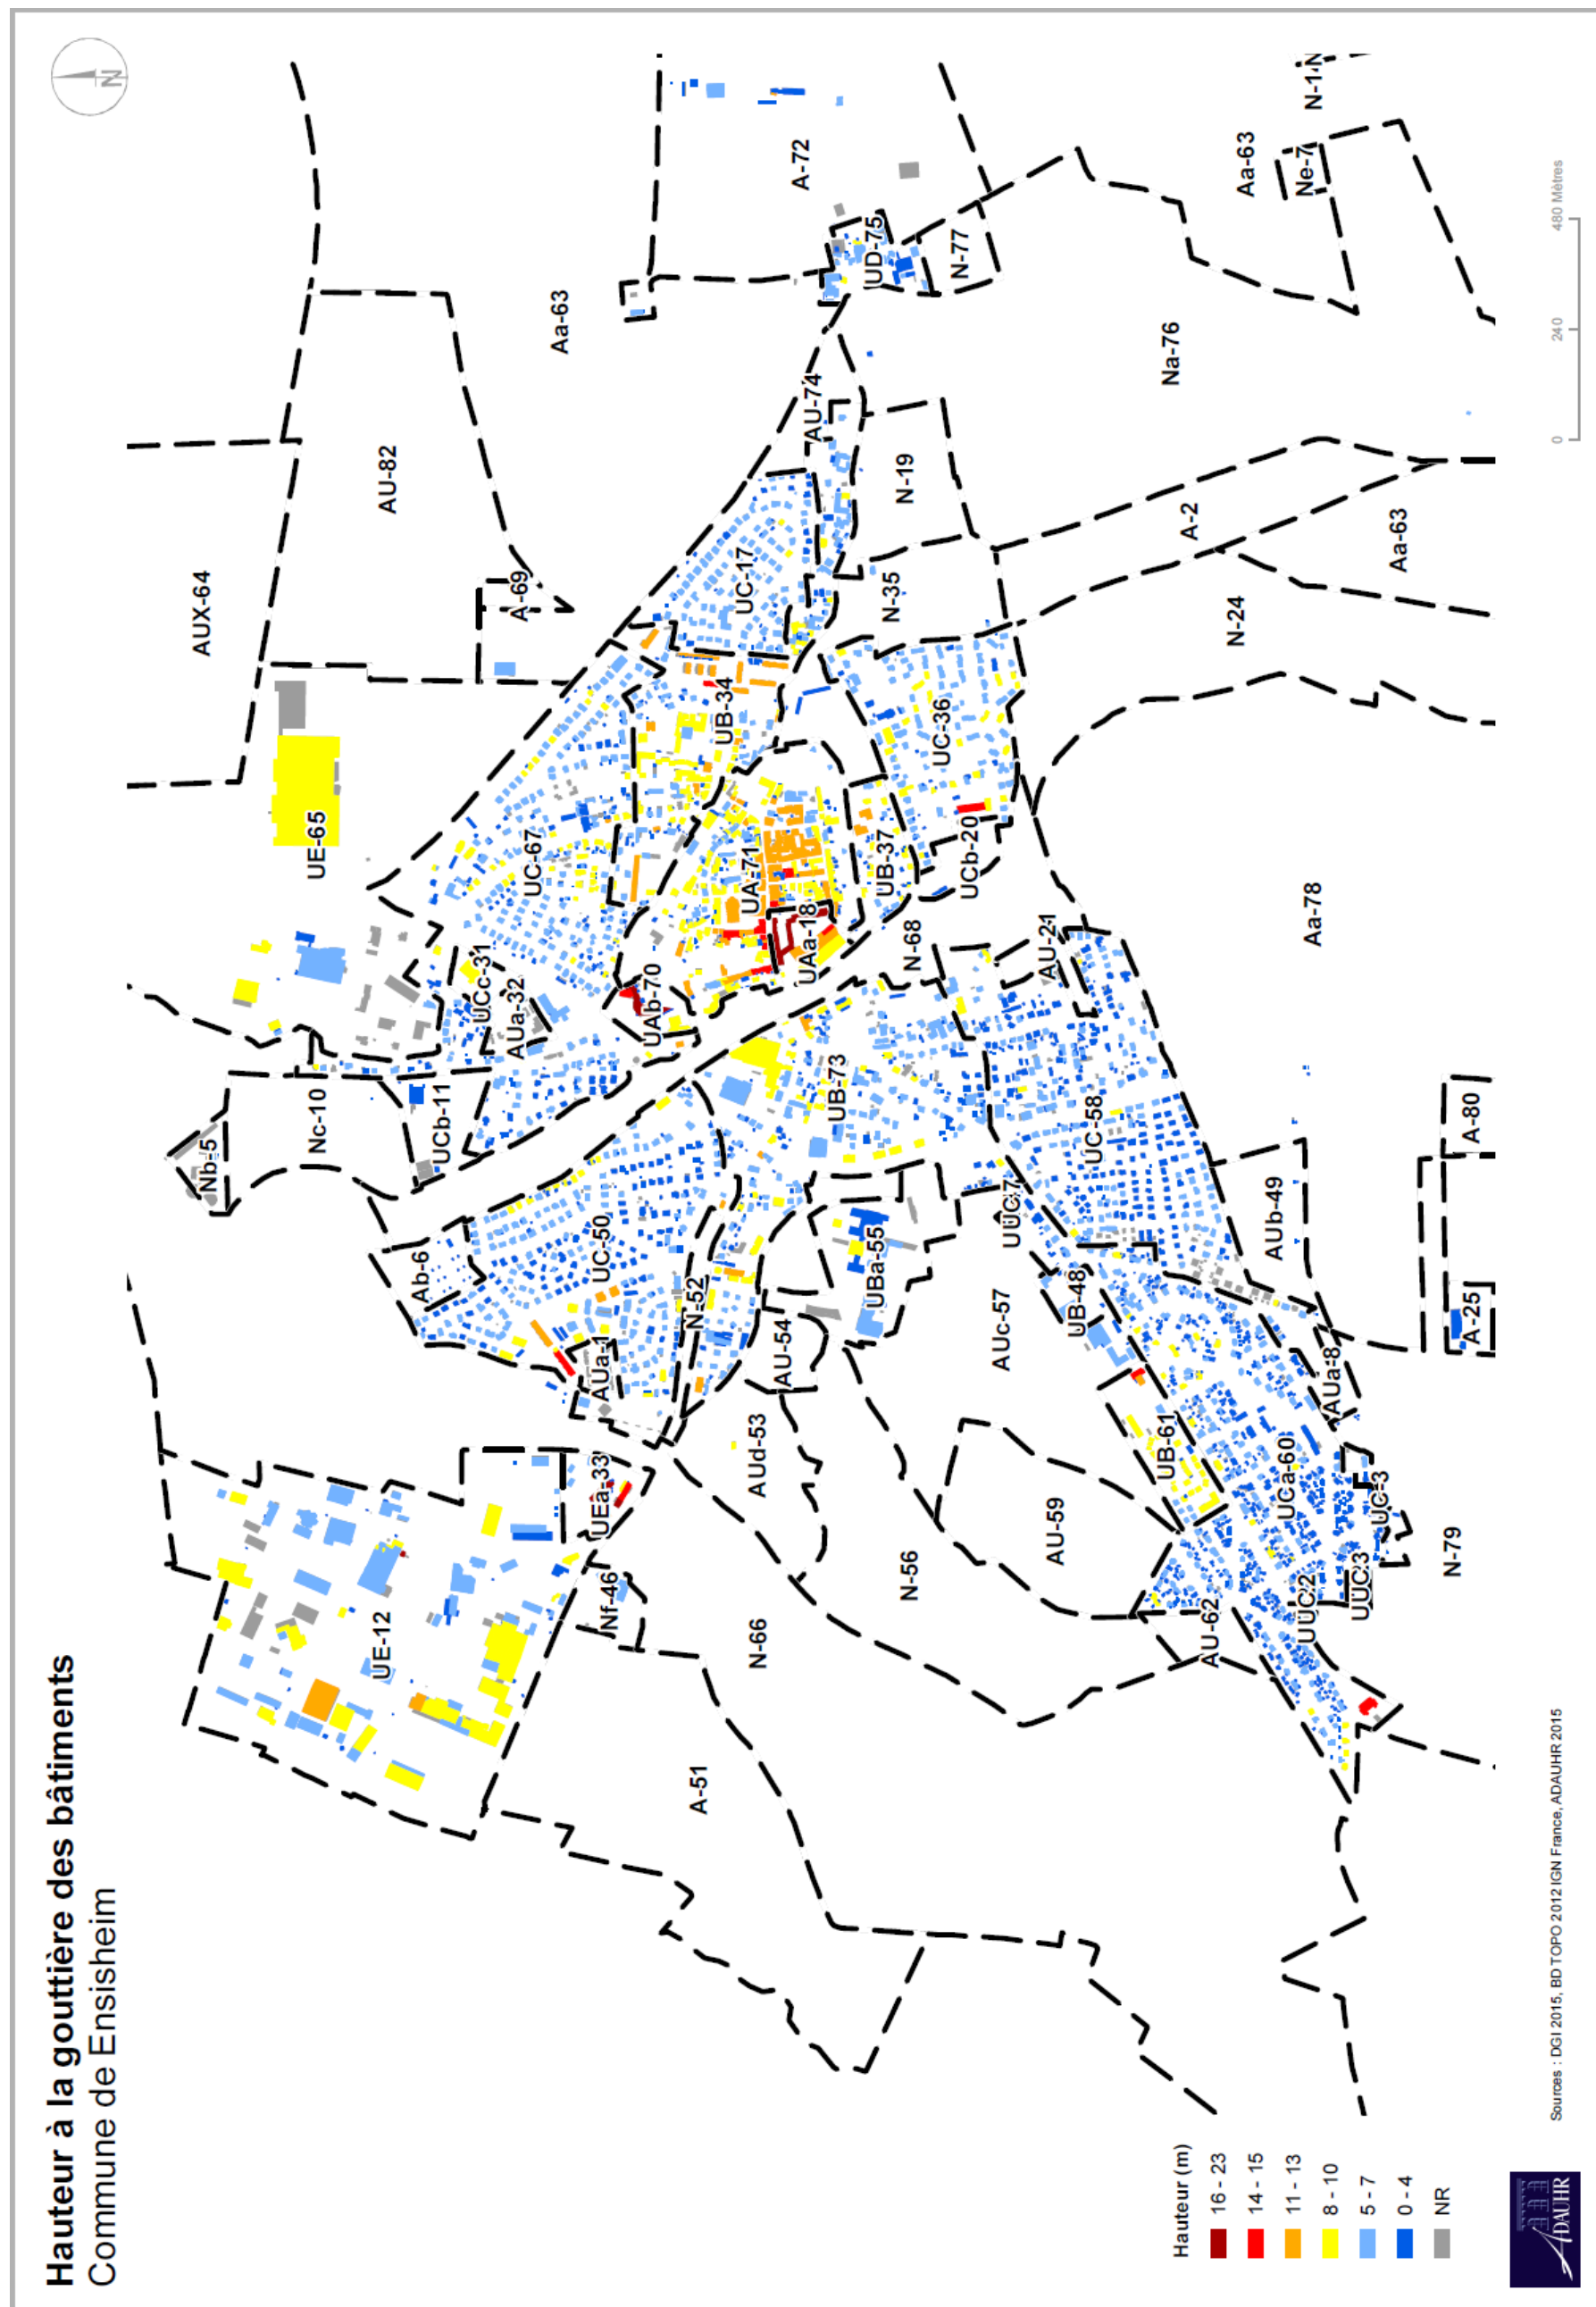 Hauteur à la gouttière des bâtiments
Commune de Ensisheim
N
AUX-64
AU-82
Aa-63
A-72
A-69
UE-65
UD-75
N-77
Aa-63
Ne-7
N-1
N
Na-76
AU-74
N-19
UC-17
N-35
A-2
Aa-63
N-24
UB-34
UC-36
UC-67
UA-71
UB-37
UCb-20
UAa-18
N-68
AU-21
Aa-78
UCc-31
AUa-32
UAb-70
UB-73
Nb-5
Nc-10
UCb-11
Ab-6
UC-50
N-52
AUa-1
AU-54
UBa-55
UC-58
UUC7
AUb-49
A-80
A-25
UB-48
AUc-57
AUa-8
UE-12
UEa-33
Nf-46
AUd-53
N-66
N-56
AU-59
UB-61
UCa-60
UC-3
UUC3
UUC2
AU-62
N-79
A-51
Hauteur (m)
16 - 23
14 - 15
11 - 13
8 - 10
5 - 7
0 - 4
NR
0 240 480 Mètres
ADAUHR
Sources : DGI 2015, BD TOPO 2012 IGN France, ADAUHR 2015